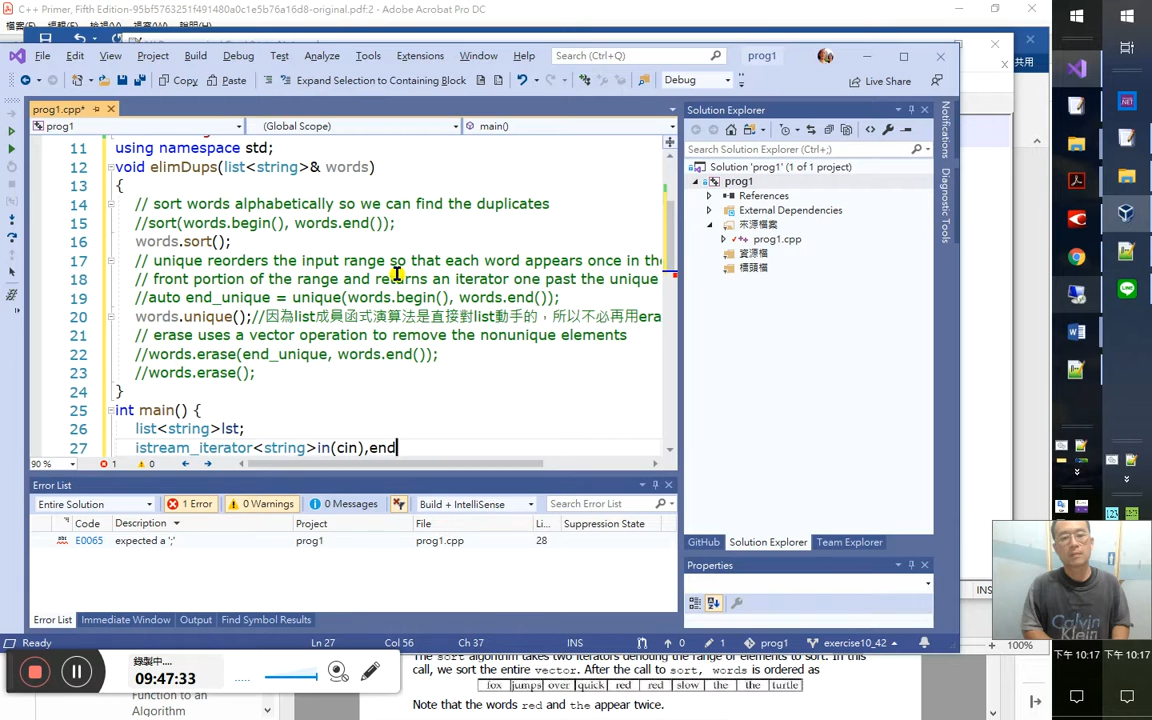 C++ Primer, Fifth Edition-95bf5763251f491480a0c1e5b76a16d8-original.pdf:2 - Adobe Acrobat Pro DC
File Edit View Project Build Debug Test Analyze Tools Extensions Window Help Search (Ctrl+Q) prog1
共用
Copy Paste Expand Selection to Containing Block Debug Live Share
prog1.cpp*
prog1 (Global Scope) main()
11 using namespace std;
12 void elimDups(list<string>& words)
13 {
14 // sort words alphabetically so we can find the duplicates
15 //sort(words.begin(), words.end());
16 words.sort();
17 // unique reorders the input range so that each word appears once in the
18 // front portion of the range and returns an iterator one past the unique
19 //auto end_unique = unique(words.begin(), words.end());
20 words.unique();//因為list成員函式演算法是直接對list動手的，所以不必再用era
21 // erase uses a vector operation to remove the nonunique elements
22 //words.erase(end_unique, words.end());
23 //words.erase();
24 }
25 int main() {
26 list<string>lst;
27 istream_iterator<string>in(cin),end
90 % 1 0
Solution Explorer
Search Solution Explorer (Ctrl+;)
Solution 'prog1' (1 of 1 project)
prog1
References
External Dependencies
來源檔案
prog1.cpp
資源檔
標頭檔
Notifications
Diagnostic Tools
GitHub Solution Explorer Team Explorer
Properties
Error List
Entire Solution 1 Error 0 Warnings 0 Messages Build + IntelliSense Search Error List
Code Description Project File Li... Suppression State
E0065 expected a ';' prog1 prog1.cpp 28
Error List Immediate Window Output Find Symbol Results
Ready Ln 27 Col 56 Ch 37 INS 0 1 prog1 exercise10_42
INS
100%
錄製中....
09:47:33
Function to an
Algorithm
The sort algorithm takes two iterators denoting the range of elements to sort. In this
call, we sort the entire vector. After the call to sort, words is ordered as
fox jumps over quick red red slow the the turtle
Note that the words red and the appear twice.
Calvin
Klein
下午 10:17 下午 10:17